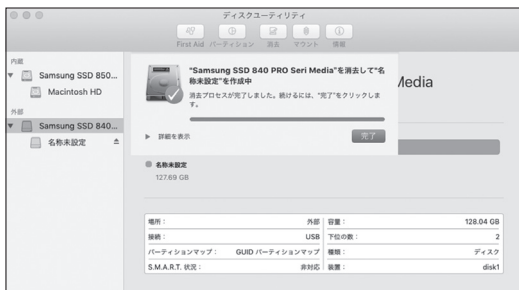 ディスクユーティリティ
First Aid パーティション 消去 マウント 情報
内蔵
Samsung SSD 850...
Macintosh HD
外部
Samsung SSD 840...
名称未設定
"Samsung SSD 840 PRO Seri Media"を消去して"名
称未設定"を作成中
消去プロセスが完了しました。続けるには、"完了"をクリックしま
す。
詳細を表示
完了
Media
名称未設定
127.69 GB
場所： 外部 容量： 128.04 GB
接続： USB 下位の数： 2
パーティションマップ： GUID パーティションマップ 種類： ディスク
S.M.A.R.T. 状況： 非対応 装置： disk1